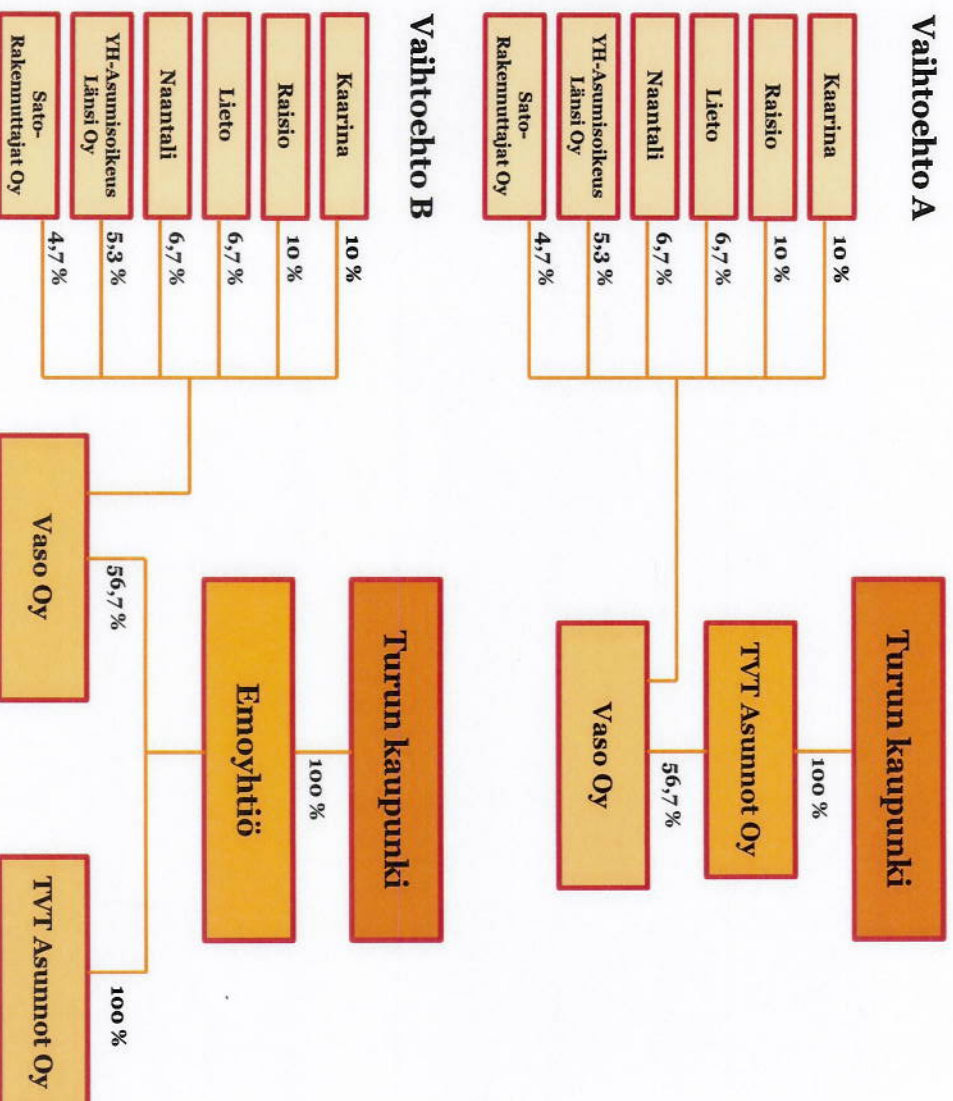 Vaihtoehto A
Turun kaupunki
100 %
TVT Asunnot Oy
56,7 %
Vaso Oy
Kaarina
10 %
Raisio
10 %
Lieto
6,7 %
Naantali
6,7 %
YH-Asumisoikeus
Länsi Oy
5,3 %
Sato-
Rakennuttajat Oy
4,7 %
Vaihtoehto B
Turun kaupunki
100 %
Emoyhtiö
Kaarina
10 %
Raisio
10 %
Lieto
6,7 %
Naantali
6,7 %
YH-Asumisoikeus
Länsi Oy
5,3 %
Sato-
Rakennuttajat Oy
4,7 %
56,7 %
100 %
Vaso Oy
TVT Asunnot Oy